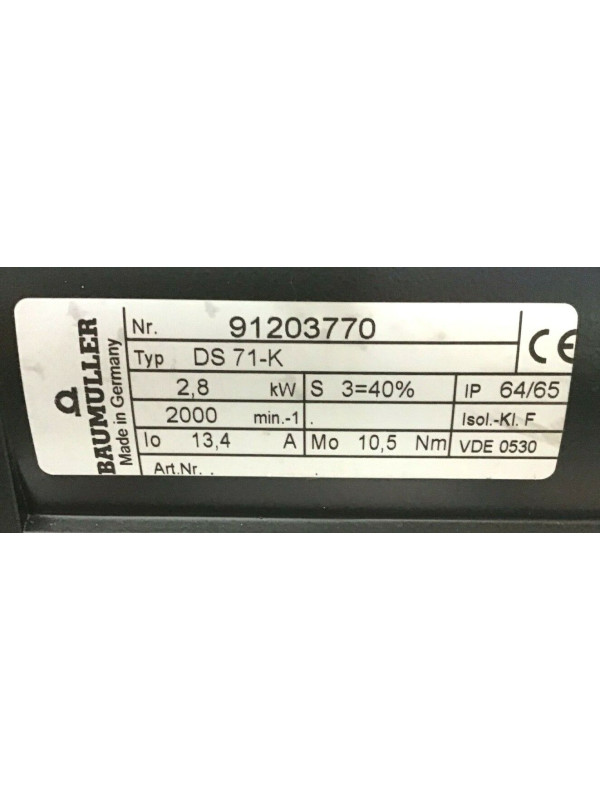 BAUMULLER
Made in Germany
Nr. 91203770
Typ DS 71-K
CE
2,8 kW S 3=40% IP 64/65
2000 min.-1 . Isol.-Kl. F
Io 13,4 A Mo 10,5 Nm VDE 0530
Art.Nr. . .